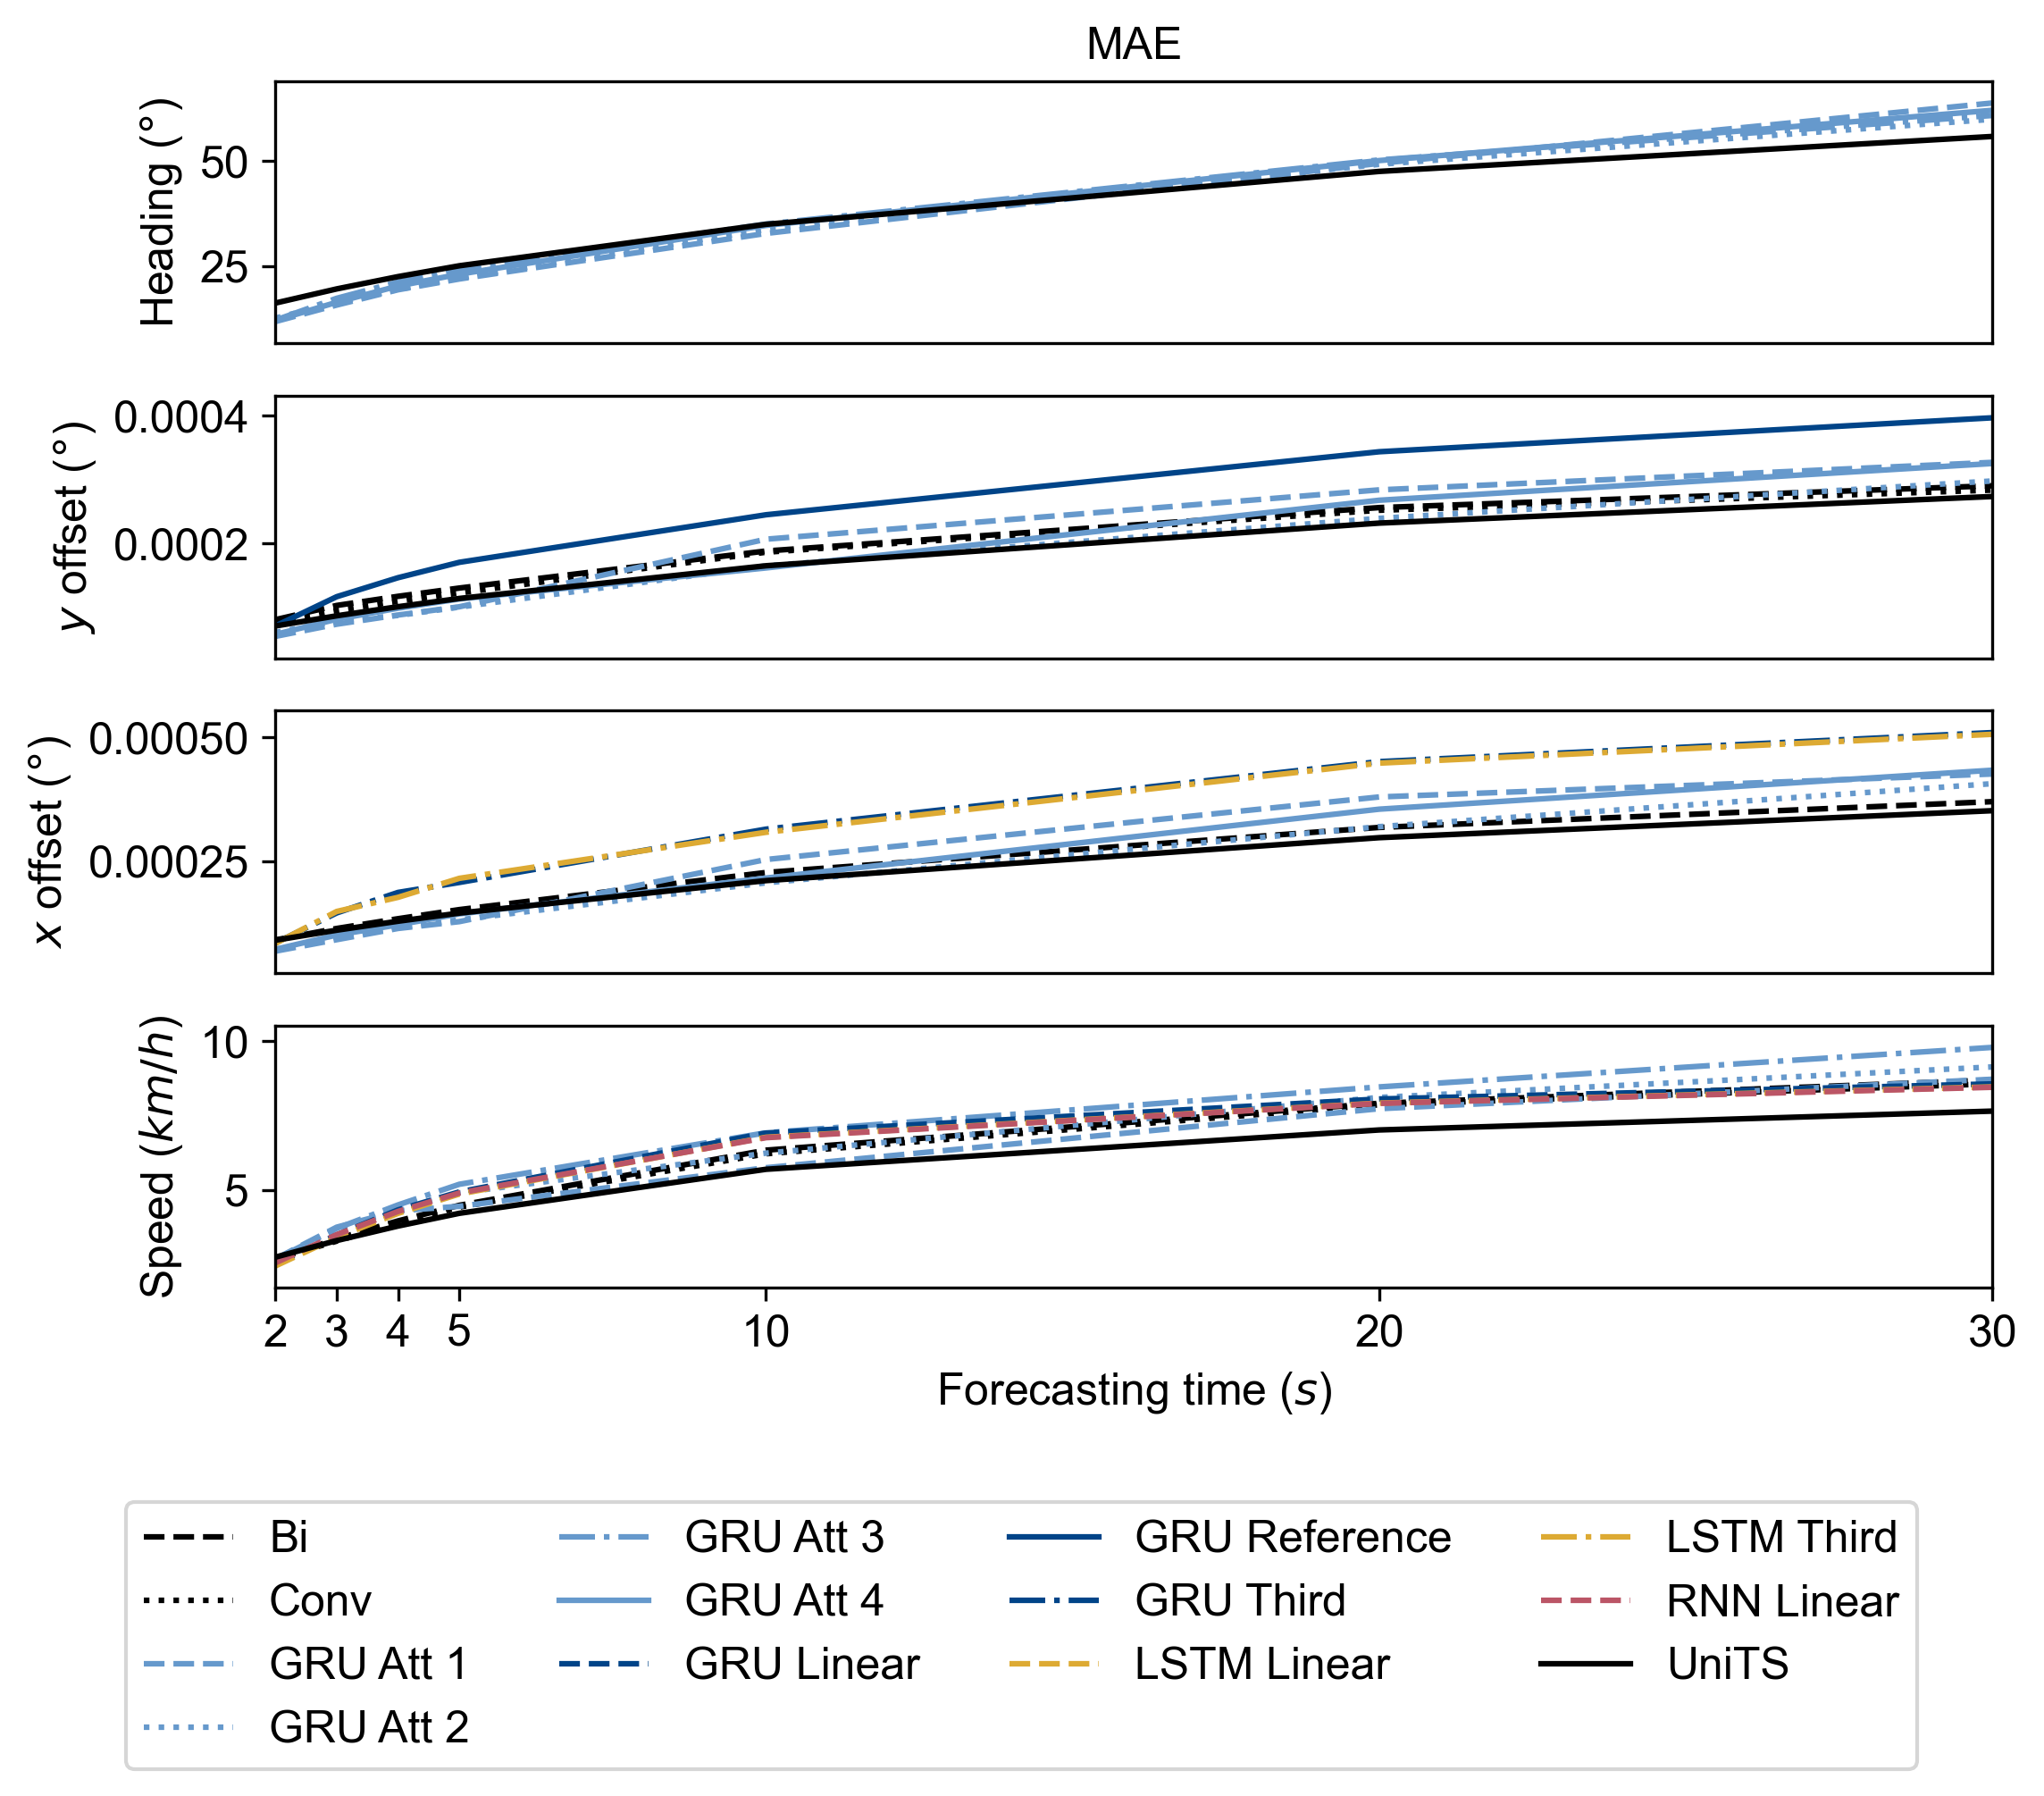 MAE
Heading (°)
50
25
y offset (°)
0.0004
0.0002
x offset (°)
0.00050
0.00025
Speed (km/h)
10
5
2 3 4 5 10 20 30
Forecasting time (s)
Bi GRU Att 3 GRU Reference LSTM Third
Conv GRU Att 4 GRU Third RNN Linear
GRU Att 1 GRU Linear LSTM Linear UniTS
GRU Att 2